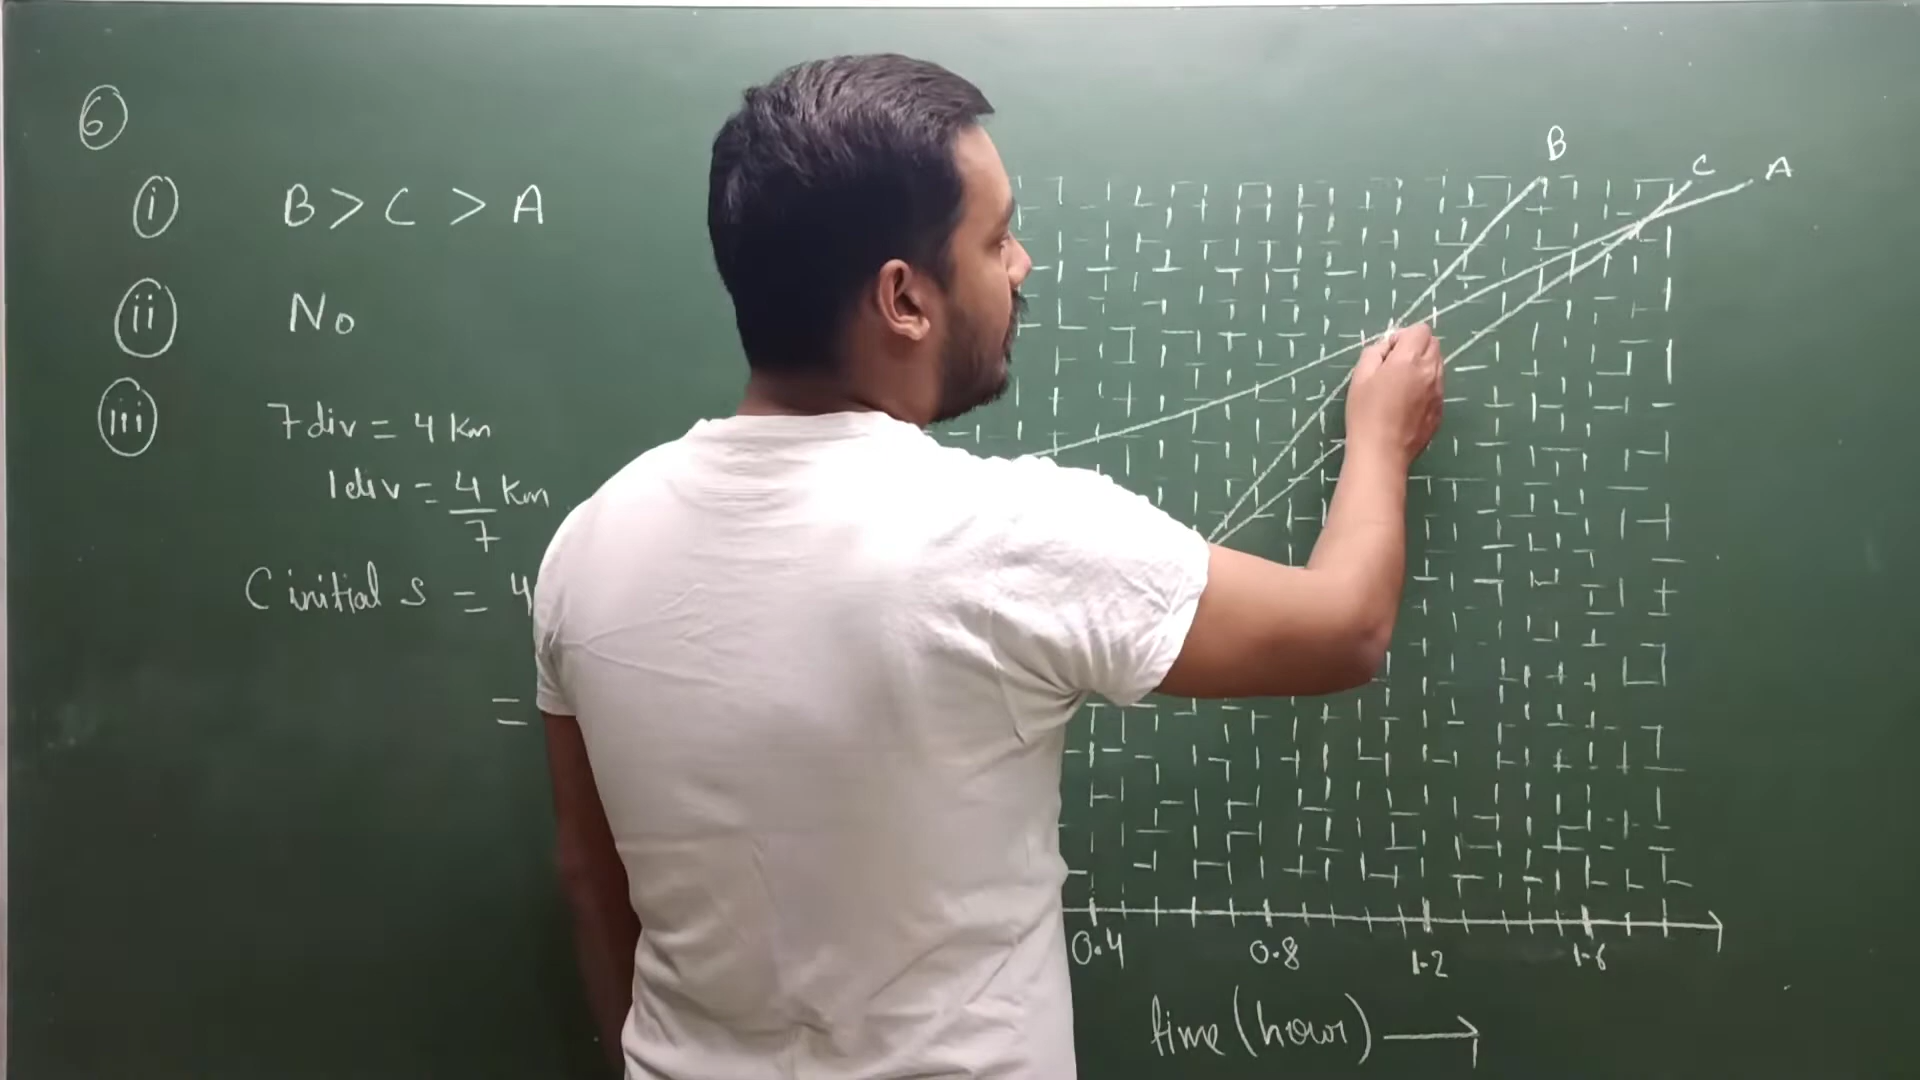 6
i B > C > A
ii No
iii 7 div = 4 Km
1 div = 4/7 Km
C initial s = 4
=
B
C
A
0.4 0.8 1.2 1.6
time (hour) →